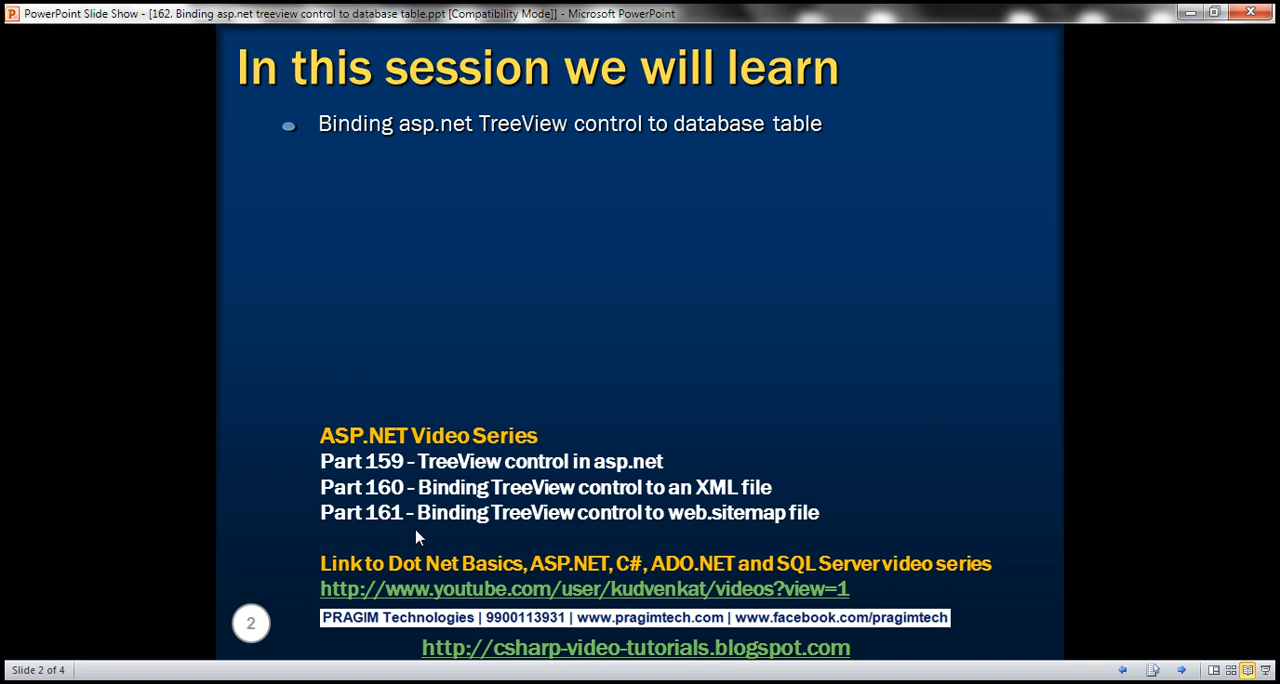 PowerPoint Slide Show - [162. Binding asp.net treeview control to database table.ppt [Compatibility Mode]] - Microsoft PowerPoint
In this session we will learn
Binding asp.net TreeView control to database table
ASP.NET Video Series
Part 159 - TreeView control in asp.net
Part 160 - Binding TreeView control to an XML file
Part 161 - Binding TreeView control to web.sitemap file
Link to Dot Net Basics, ASP.NET, C#, ADO.NET and SQL Server video series
http://www.youtube.com/user/kudvenkat/videos?view=1
PRAGIM Technologies | 9900113931 | www.pragimtech.com | www.facebook.com/pragimtech
2
http://csharp-video-tutorials.blogspot.com
Slide 2 of 4